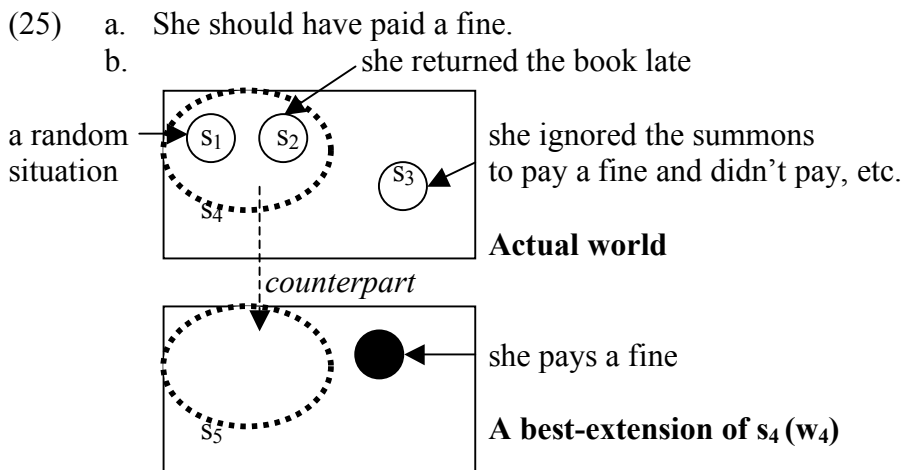 (25) a. She should have paid a fine.
b. she returned the book late
a random situation
s1
s2
she ignored the summons
to pay a fine and didn’t pay, etc.
s3
s4
Actual world
counterpart
she pays a fine
s5
A best-extension of s4 (w4)